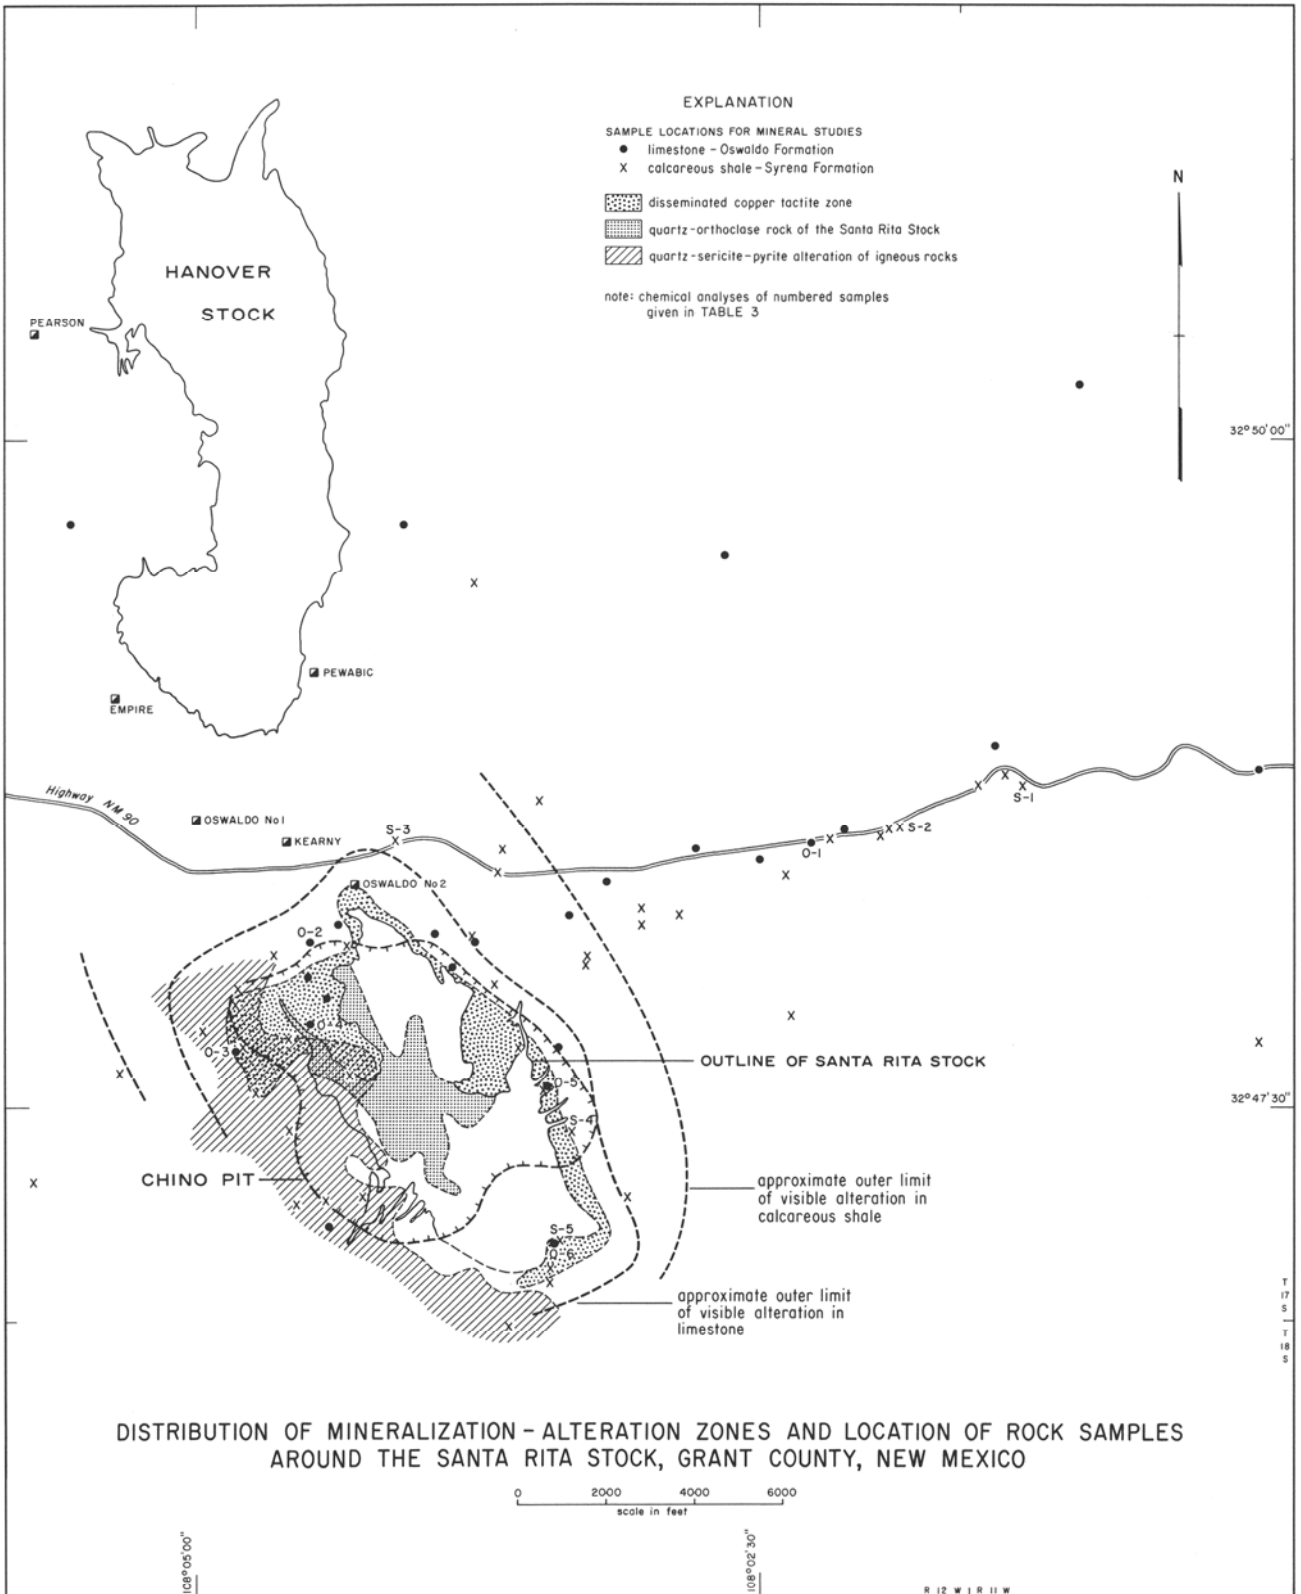 EXPLANATION
SAMPLE LOCATIONS FOR MINERAL STUDIES
limestone – Oswaldo Formation
x calcareous shale – Syrena Formation
disseminated copper tactite zone
quartz-orthoclase rock of the Santa Rita Stock
quartz-sericite-pyrite alteration of igneous rocks
note: chemical analyses of numbered samples
given in TABLE 3
N
HANOVER
STOCK
PEARSON
32°50'00"
PEWABIC
EMPIRE
Highway NM 90
OSWALDO No 1
KEARNY
S-3
S-1
S-2
O-1
OSWALDO No 2
O-2
O-4
O-3
OUTLINE OF SANTA RITA STOCK
O-5
32°47'30"
S-4
CHINO PIT
approximate outer limit
of visible alteration in
calcareous shale
S-5
O-6
approximate outer limit
of visible alteration in
limestone
T
17
S
T
18
S
DISTRIBUTION OF MINERALIZATION – ALTERATION ZONES AND LOCATION OF ROCK SAMPLES
AROUND THE SANTA RITA STOCK, GRANT COUNTY, NEW MEXICO
0 2000 4000 6000
scale in feet
108°05'00"
108°02'30"
R 12 W | R 11 W